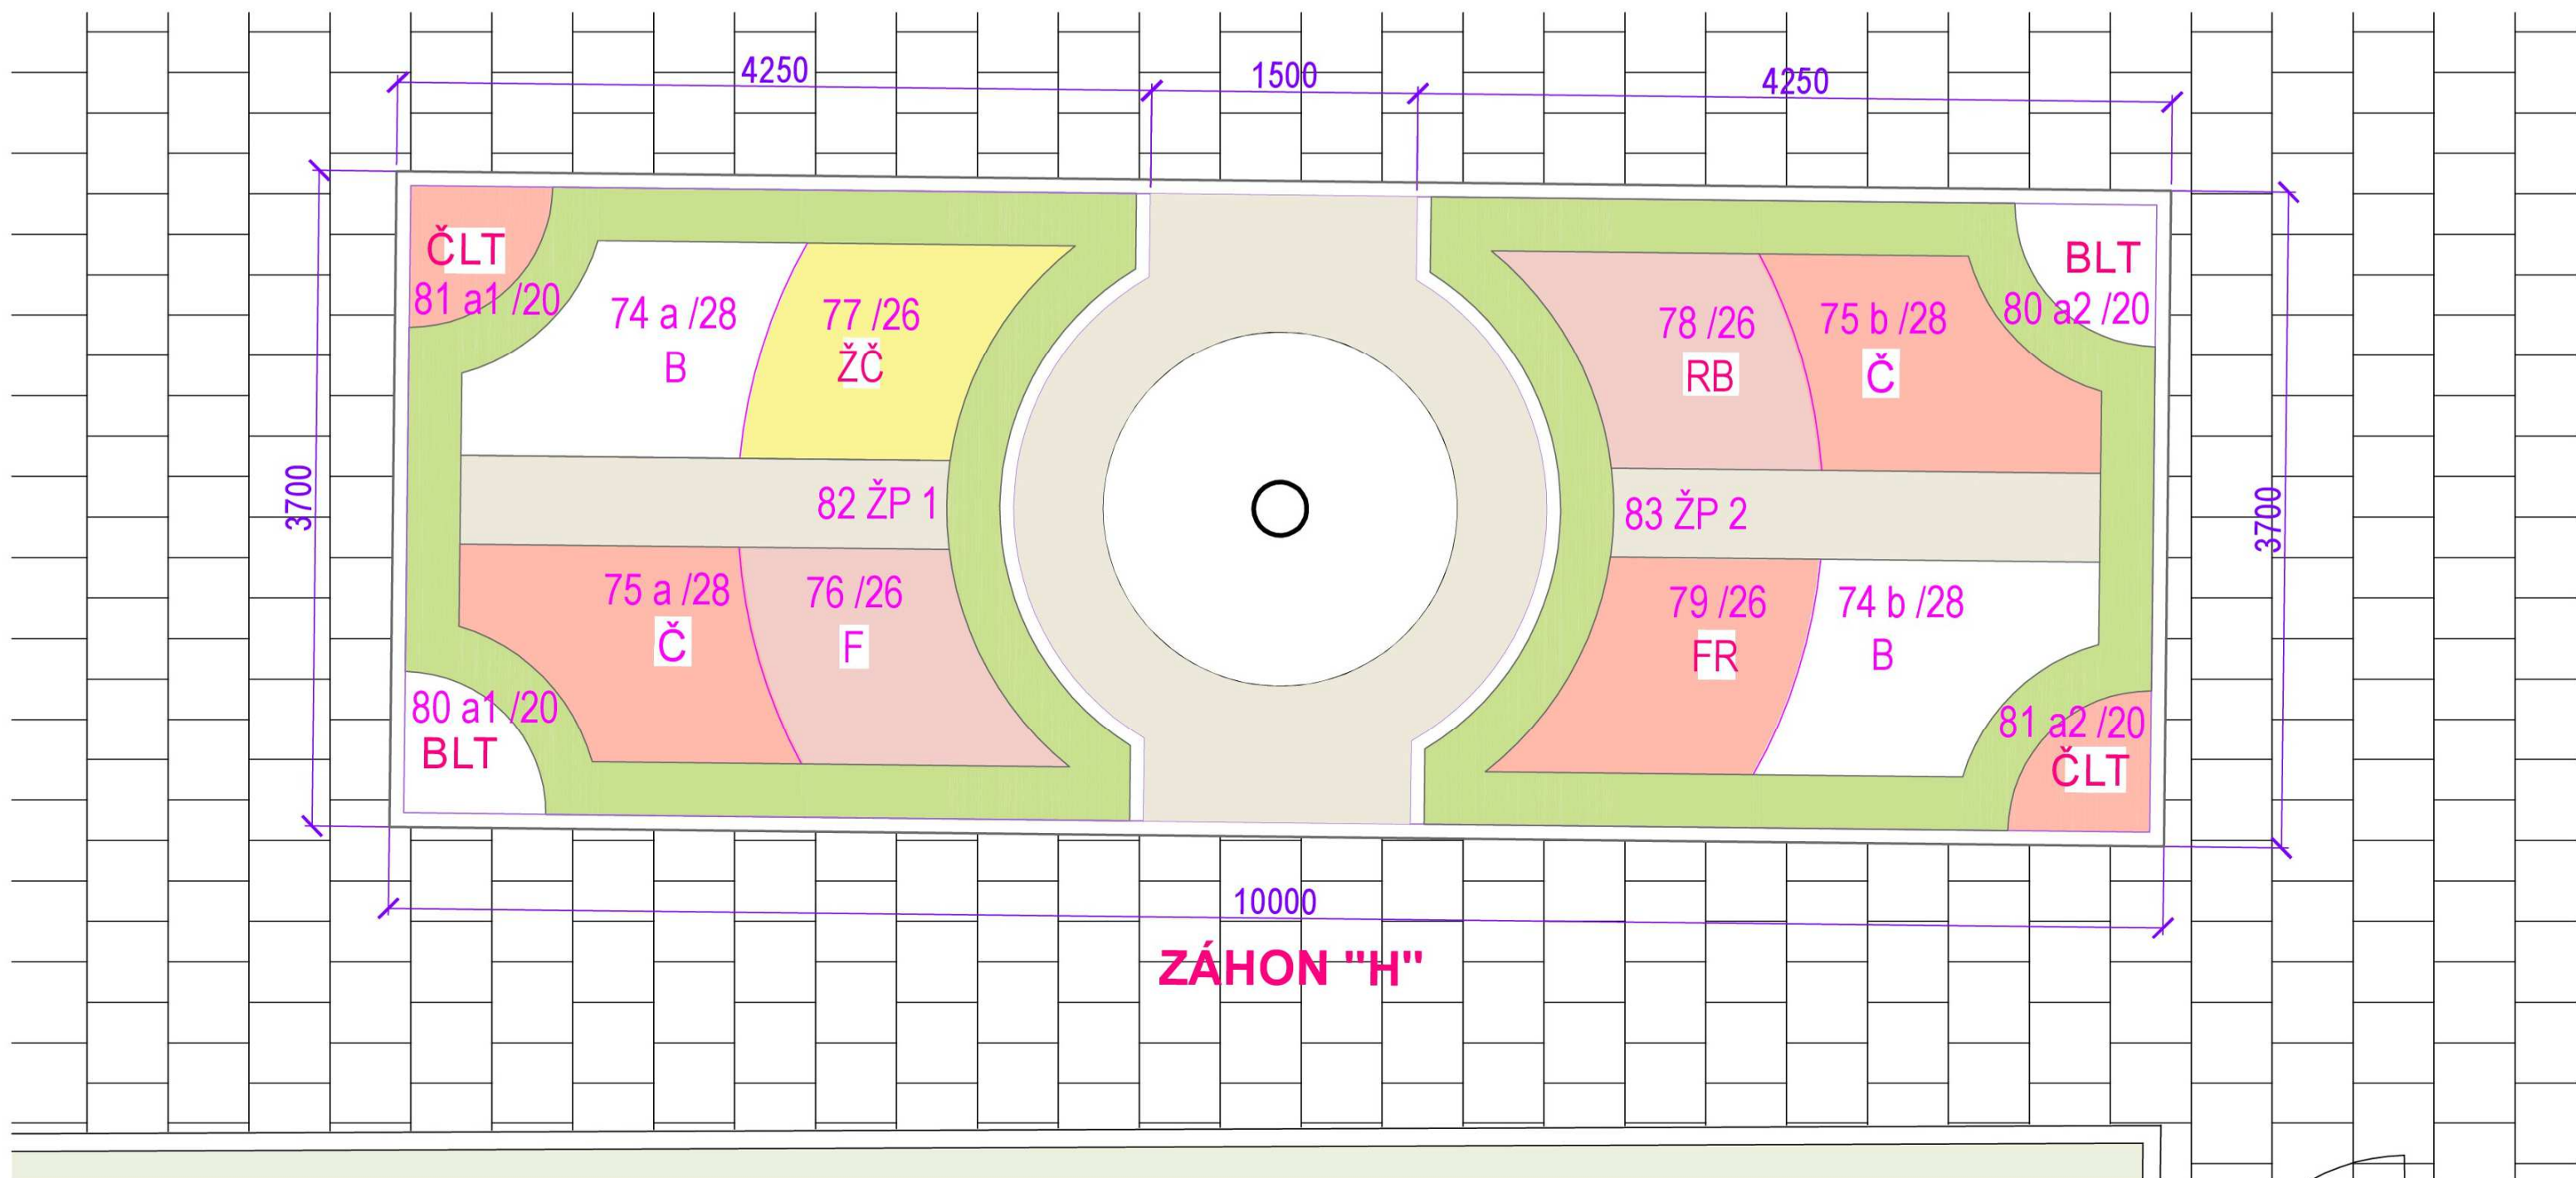 4250
1500
4250
ČLT
81 a1 /20
74 a /28
B
77 /26
ŽČ
78 /26
RB
75 b /28
Č
BLT
80 a2 /20
3700
82 ŽP 1
83 ŽP 2
3700
75 a /28
Č
76 /26
F
79 /26
FR
74 b /28
B
80 a1 /20
BLT
81 a2 /20
ČLT
10000
ZÁHON "H"